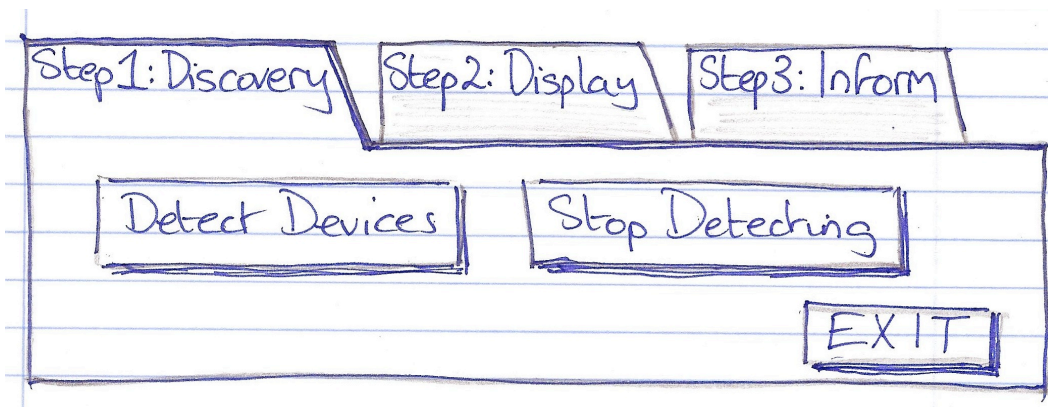 Step1: Discovery Step2: Display Step3: Inform
Detect Devices Stop Detecting
EXIT